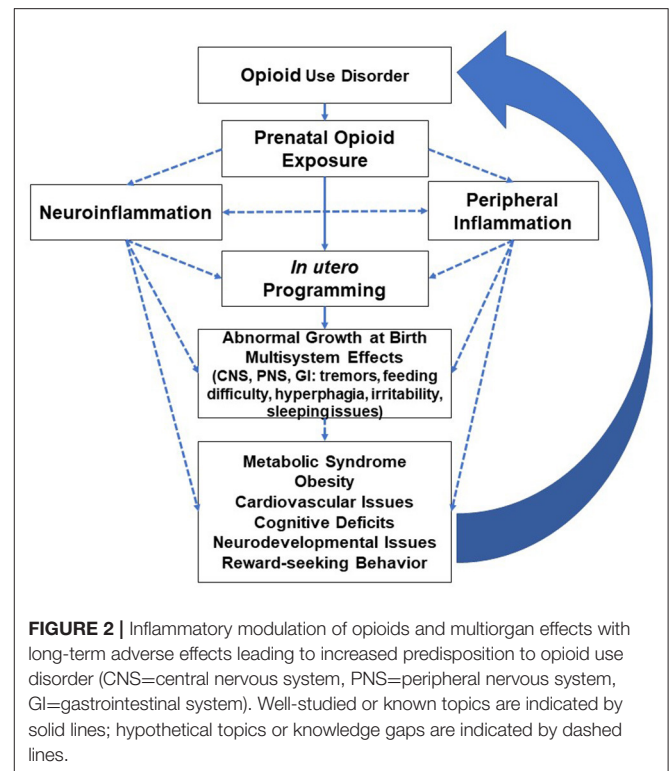 Opioid Use Disorder
Prenatal Opioid
Exposure
Neuroinflammation
Peripheral
Inflammation
In utero
Programming
Abnormal Growth at Birth
Multisystem Effects
(CNS, PNS, GI: tremors, feeding
difficulty, hyperphagia, irritability,
sleeping issues)
Metabolic Syndrome
Obesity
Cardiovascular Issues
Cognitive Deficits
Neurodevelopmental Issues
Reward-seeking Behavior
FIGURE 2 | Inflammatory modulation of opioids and multiorgan effects with
long-term adverse effects leading to increased predisposition to opioid use
disorder (CNS=central nervous system, PNS=peripheral nervous system,
GI=gastrointestinal system). Well-studied or known topics are indicated by
solid lines; hypothetical topics or knowledge gaps are indicated by dashed
lines.